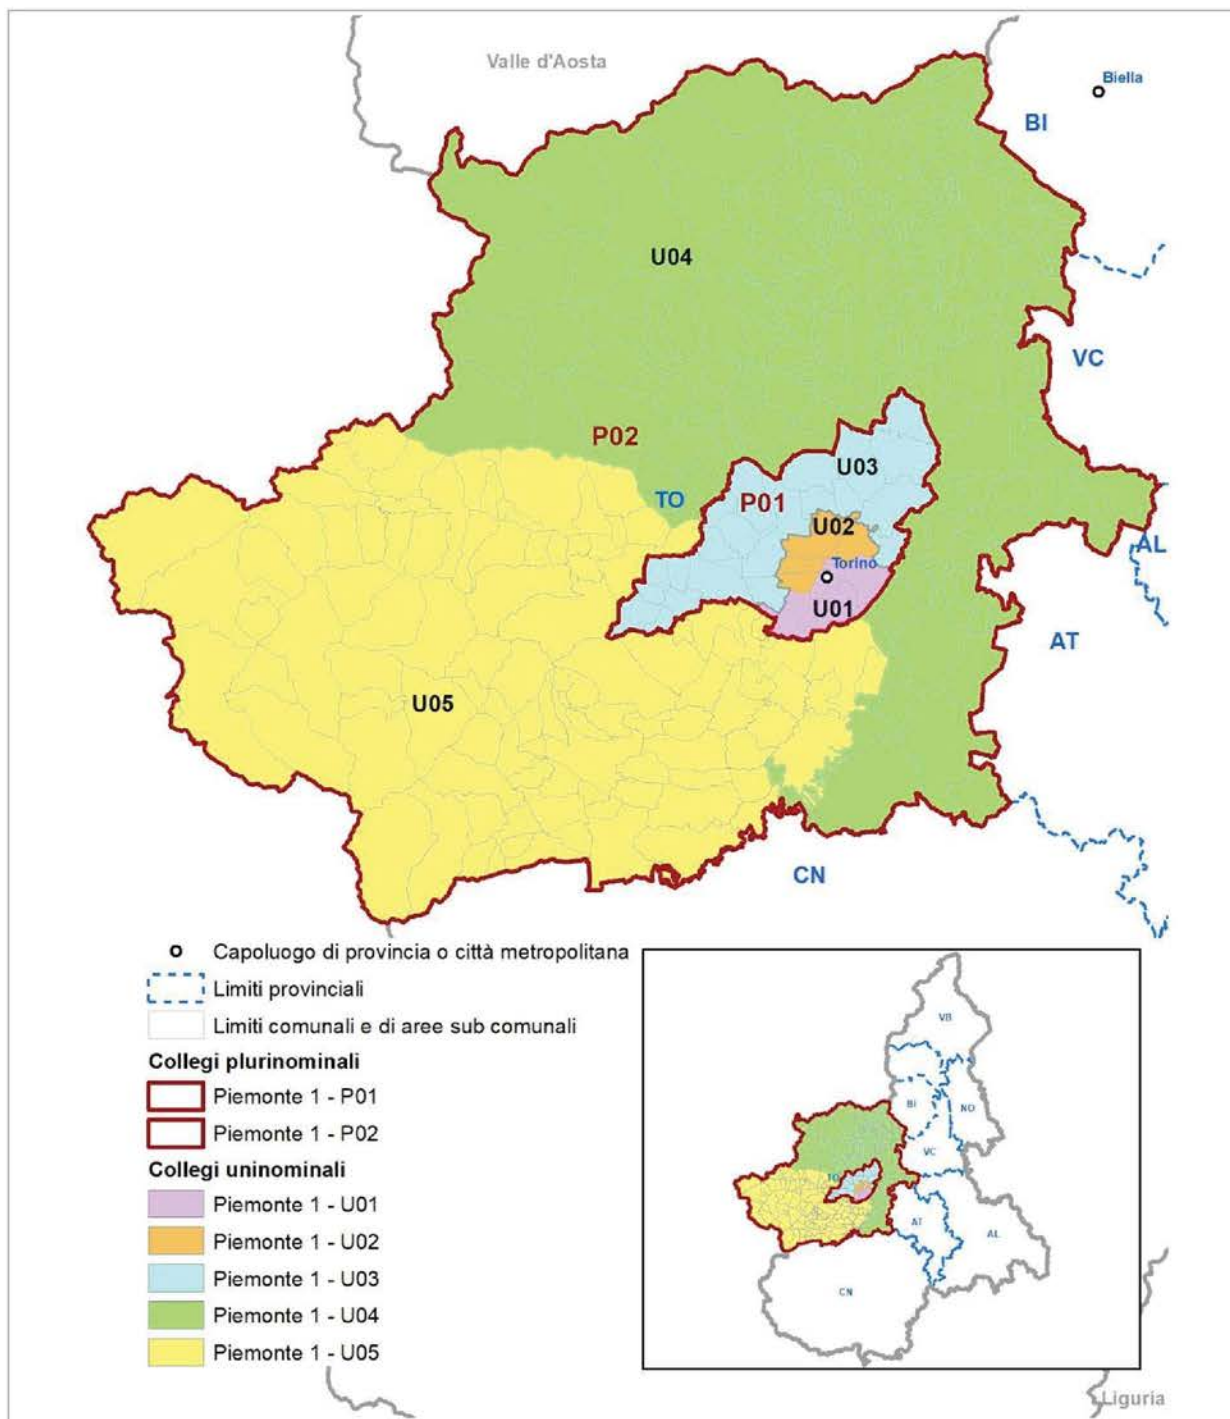 Valle d'Aosta
Biella
BI
U04
VC
P02
U03
TO
P01
U02
AL
Torino
U01
AT
U05
CN
Capoluogo di provincia o città metropolitana
Limiti provinciali
Limiti comunali e di aree sub comunali
Collegi plurinominali
Piemonte 1 - P01
Piemonte 1 - P02
Collegi uninominali
Piemonte 1 - U01
Piemonte 1 - U02
Piemonte 1 - U03
Piemonte 1 - U04
Piemonte 1 - U05
VB
BI
NO
VC
TO
AT
AL
CN
Liguria